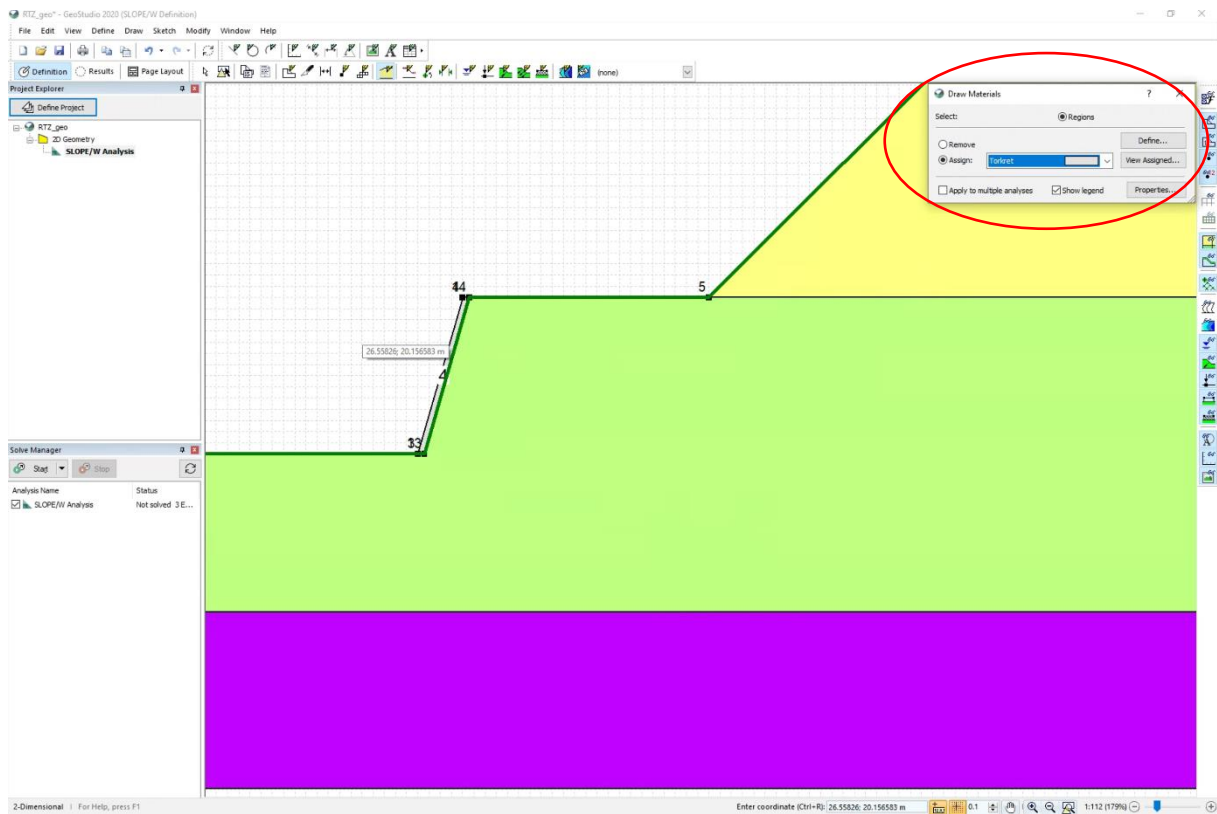 RTZ_geo* - GeoStudio 2020 (SLOPE/W Definition)
File Edit View Define Draw Sketch Modify Window Help
Definition Results Page Layout (none)
Project Explorer
Define Project
RTZ_geo
2D Geometry
SLOPE/W Analysis
Draw Materials ? X
Select: Regions
Remove Define...
Assign: Torkret View Assigned...
Apply to multiple analyses Show legend Properties...
5
26.55826; 20.156583 m
4
Solve Manager
Start Stop
Analysis Name Status
SLOPE/W Analysis Not solved 3 E...
2-Dimensional For Help, press F1 Enter coordinate (Ctrl+R): 26.55826; 20.156583 m 0.1 1:112 (179%)